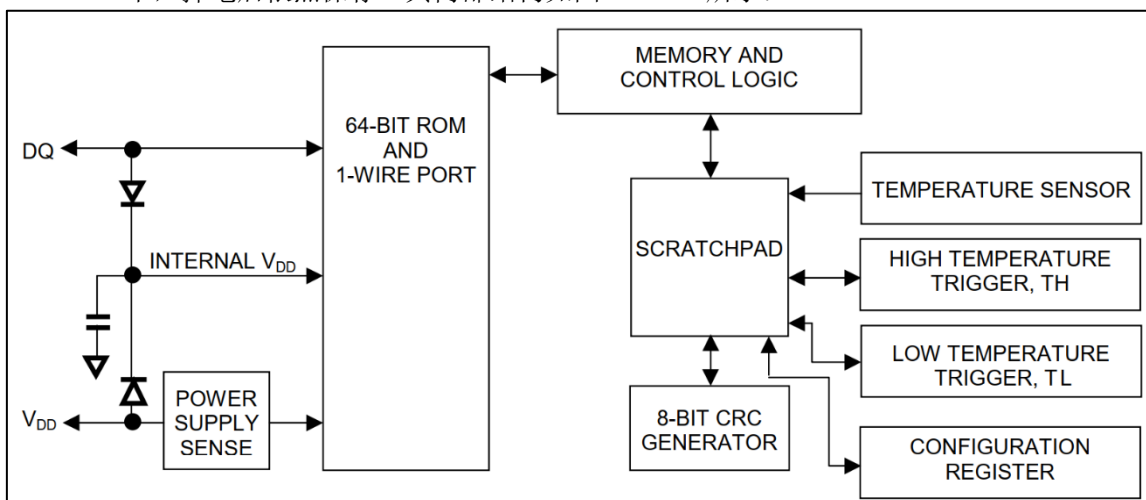 MEMORY AND
CONTROL LOGIC
64-BIT ROM
AND
1-WIRE PORT
DQ
TEMPERATURE SENSOR
SCRATCHPAD
HIGH TEMPERATURE
TRIGGER, TH
INTERNAL VDD
LOW TEMPERATURE
TRIGGER, TL
POWER
SUPPLY
SENSE
VDD
8-BIT CRC
GENERATOR
CONFIGURATION
REGISTER